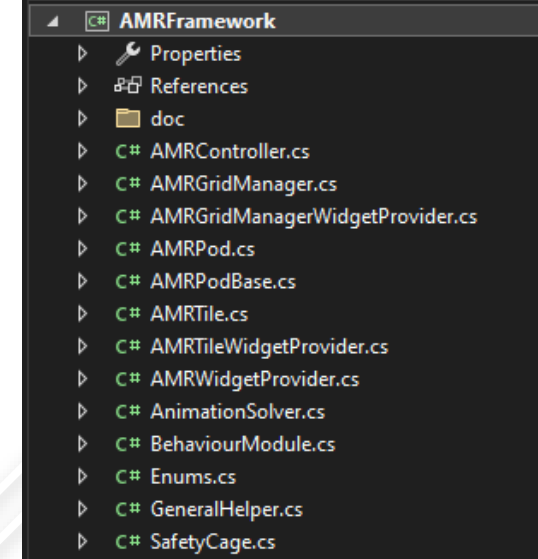 C# AMRFramework
Properties
References
doc
C# AMRController.cs
C# AMRGridManager.cs
C# AMRGridManagerWidgetProvider.cs
C# AMRPod.cs
C# AMRPodBase.cs
C# AMRTile.cs
C# AMRTileWidgetProvider.cs
C# AMRWidgetProvider.cs
C# AnimationSolver.cs
C# BehaviourModule.cs
C# Enums.cs
C# GeneralHelper.cs
C# SafetyCage.cs